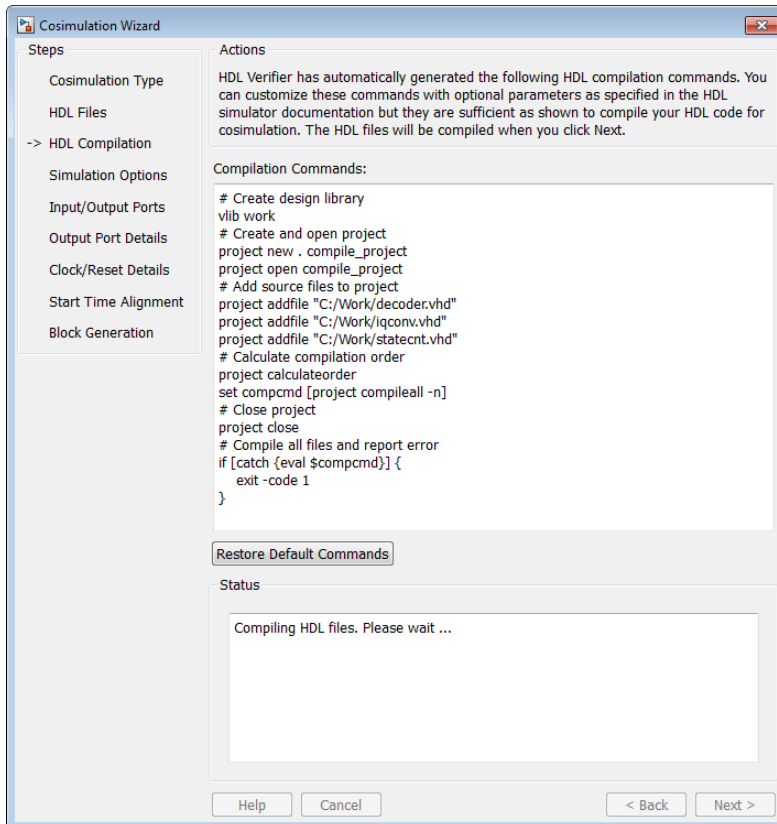 Cosimulation Wizard
Steps
Cosimulation Type
HDL Files
-> HDL Compilation
Simulation Options
Input/Output Ports
Output Port Details
Clock/Reset Details
Start Time Alignment
Block Generation
Actions
HDL Verifier has automatically generated the following HDL compilation commands. You
can customize these commands with optional parameters as specified in the HDL
simulator documentation but they are sufficient as shown to compile your HDL code for
cosimulation. The HDL files will be compiled when you click Next.
Compilation Commands:
# Create design library
vlib work
# Create and open project
project new . compile_project
project open compile_project
# Add source files to project
project addfile "C:/Work/decoder.vhd"
project addfile "C:/Work/iqconv.vhd"
project addfile "C:/Work/statecnt.vhd"
# Calculate compilation order
project calculateorder
set compcmd [project compileall -n]
# Close project
project close
# Compile all files and report error
if [catch {eval $compcmd}] {
exit -code 1
}
Restore Default Commands
Status
Compiling HDL files. Please wait ...
Help Cancel < Back Next >